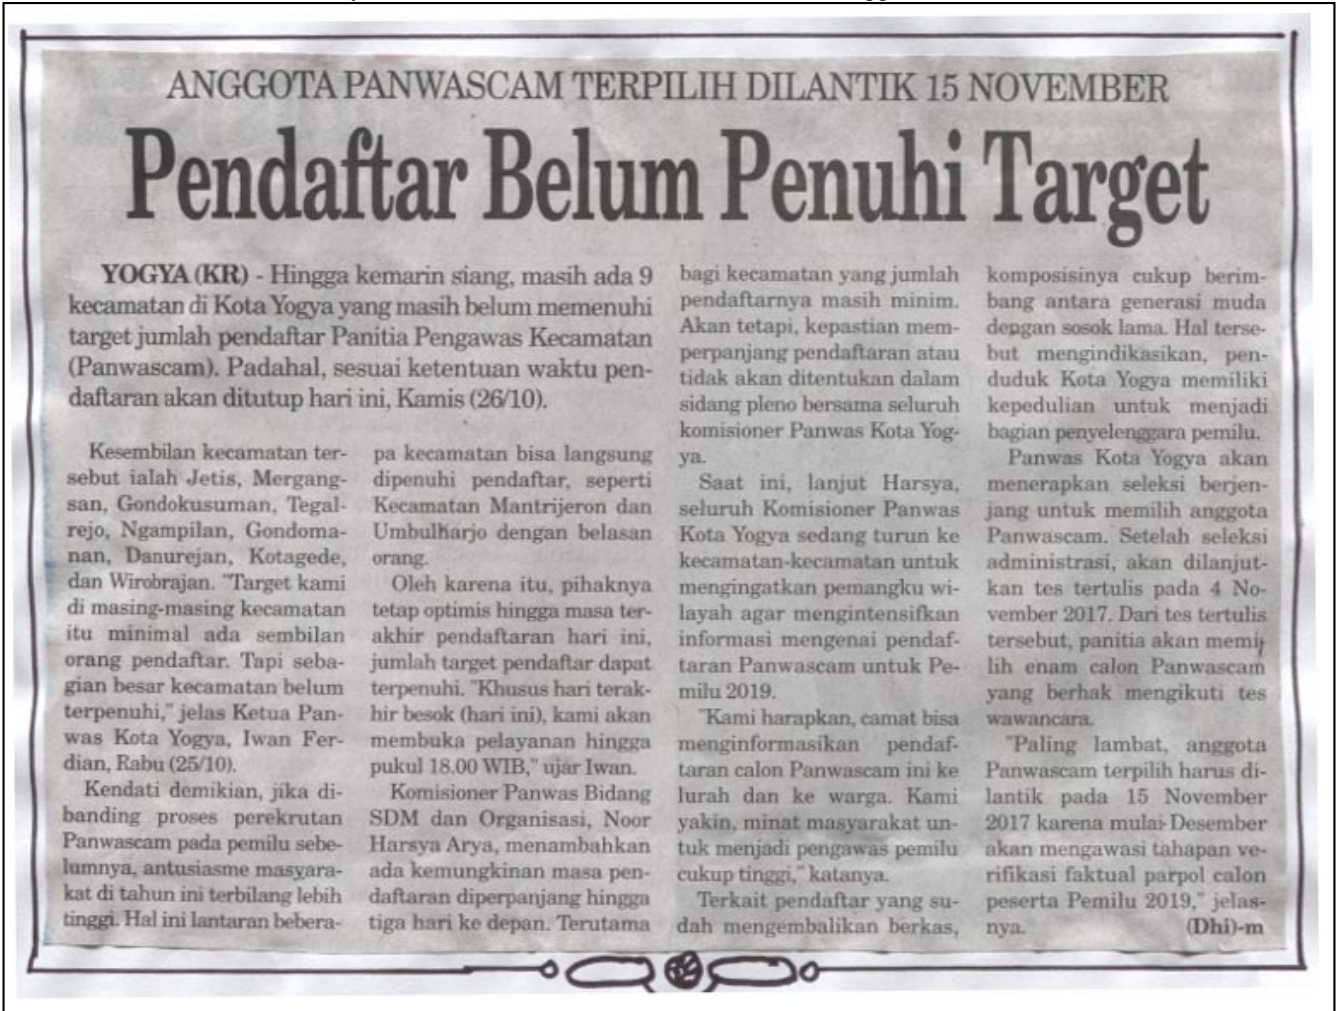 ANGGOTA PANWASCAM TERPILIH DILANTIK 15 NOVEMBER
Pendaftar Belum Penuhi Target
YOGYA (KR) - Hingga kemarin siang, masih ada 9
kecamatan di Kota Yogya yang masih belum memenuhi
target jumlah pendaftar Panitia Pengawas Kecamatan
(Panwascam). Padahal, sesuai ketentuan waktu pen-
daftaran akan ditutup hari ini, Kamis (26/10).
Kesembilan kecamatan ter-
sebut ialah Jetis, Mergang-
san, Gondokusuman, Tegal-
rejo, Ngampilan, Gondoma-
nan, Danurejan, Kotagede,
dan Wirobrajan. "Target kami
di masing-masing kecamatan
itu minimal ada sembilan
orang pendaftar. Tapi seba-
gian besar kecamatan belum
terpenuhi," jelas Ketua Pan-
was Kota Yogya, Iwan Fer-
dian, Rabu (25/10).
Kendati demikian, jika di-
banding proses perekrutan
Panwascam pada pemilu sebe-
lumnya, antusiasme masyara-
kat di tahun ini terbilang lebih
tinggi. Hal ini lantaran bebera-
pa kecamatan bisa langsung
dipenuhi pendaftar, seperti
Kecamatan Mantrijeron dan
Umbulharjo dengan belasan
orang.
Oleh karena itu, pihaknya
tetap optimis hingga masa ter-
akhir pendaftaran hari ini,
jumlah target pendaftar dapat
terpenuhi. "Khusus hari terak-
hir besok (hari ini), kami akan
membuka pelayanan hingga
pukul 18.00 WIB," ujar Iwan.
Komisioner Panwas Bidang
SDM dan Organisasi, Noor
Harsya Arya, menambahkan
ada kemungkinan masa pen-
daftaran diperpanjang hingga
tiga hari ke depan. Terutama
bagi kecamatan yang jumlah
pendaftarnya masih minim.
Akan tetapi, kepastian mem-
perpanjang pendaftaran atau
tidak akan ditentukan dalam
sidang pleno bersama seluruh
komisioner Panwas Kota Yog-
ya.
Saat ini, lanjut Harsya,
seluruh Komisioner Panwas
Kota Yogya sedang turun ke
kecamatan-kecamatan untuk
mengingatkan pemangku wi-
layah agar mengintensifkan
informasi mengenai pendaf-
taran Panwascam untuk Pe-
milu 2019.
"Kami harapkan, camat bisa
menginformasikan pendaf-
taran calon Panwascam ini ke
lurah dan ke warga. Kami
yakin, minat masyarakat un-
tuk menjadi pengawas pemilu
cukup tinggi," katanya.
Terkait pendaftar yang su-
dah mengembalikan berkas,
komposisinya cukup berim-
bang antara generasi muda
dengan sosok lama. Hal terse-
but mengindikasikan, pen-
duduk Kota Yogya memiliki
kepedulian untuk menjadi
bagian penyelenggara pemilu.
Panwas Kota Yogya akan
menerapkan seleksi berjen-
jang untuk memilih anggota
Panwascam. Setelah seleksi
administrasi, akan dilanjut-
kan tes tertulis pada 4 No-
vember 2017. Dari tes tertulis
tersebut, panitia akan memi-
lih enam calon Panwascam
yang berhak mengikuti tes
wawancara.
"Paling lambat, anggota
Panwascam terpilih harus di-
lantik pada 15 November
2017 karena mulai Desember
akan mengawasi tahapan ve-
rifikasi faktual parpol calon
peserta Pemilu 2019," jelas-
nya. (Dhi)-m